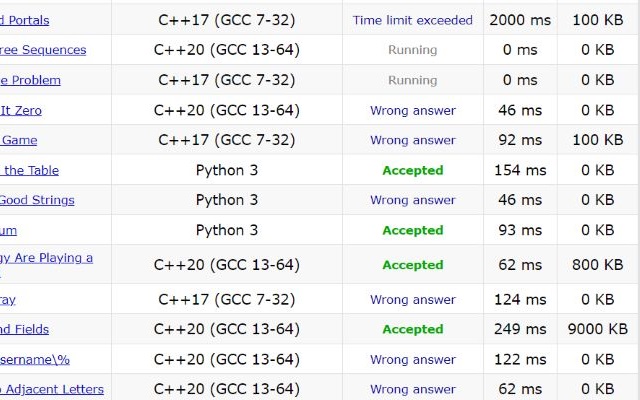 d Portals C++17 (GCC 7-32) Time limit exceeded 2000 ms 100 KB
ree Sequences C++20 (GCC 13-64) Running 0 ms 0 KB
e Problem C++17 (GCC 7-32) Running 0 ms 0 KB
It Zero C++20 (GCC 13-64) Wrong answer 46 ms 0 KB
Game C++17 (GCC 7-32) Wrong answer 92 ms 100 KB
the Table Python 3 Accepted 154 ms 0 KB
Good Strings Python 3 Wrong answer 46 ms 0 KB
um Python 3 Accepted 93 ms 0 KB
gy Are Playing a C++20 (GCC 13-64) Accepted 62 ms 800 KB
ray C++17 (GCC 7-32) Wrong answer 124 ms 0 KB
nd Fields C++20 (GCC 13-64) Accepted 249 ms 9000 KB
sername\% C++20 (GCC 13-64) Wrong answer 122 ms 0 KB
o Adjacent Letters C++20 (GCC 13-64) Wrong answer 62 ms 0 KB